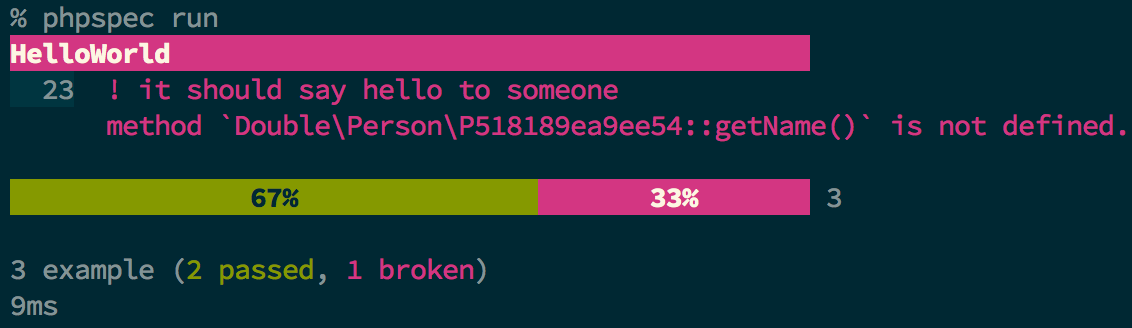 % phpspec run
HelloWorld
23 ! it should say hello to someone
method `Double\Person\P518189ea9ee54::getName()` is not defined.
67% 33% 3
3 example (2 passed, 1 broken)
9ms